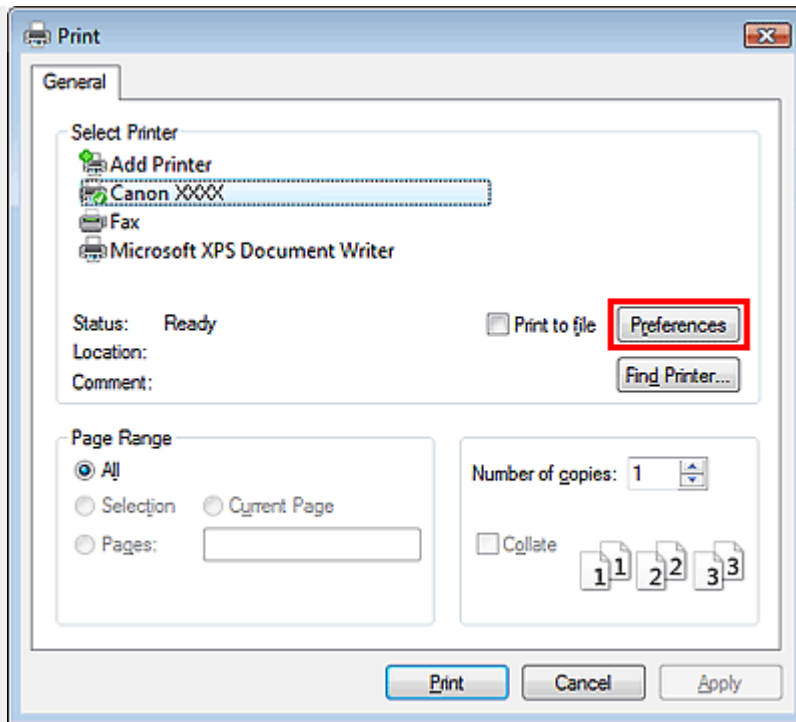 Print
General
Select Printer
Add Printer
Canon XXXX
Fax
Microsoft XPS Document Writer
Status: Ready
Print to file
Preferences
Location:
Comment:
Find Printer...
Page Range
All
Selection
Current Page
Pages:
Number of copies: 1
Collate
1 1 2 2 3 3
Print
Cancel
Apply